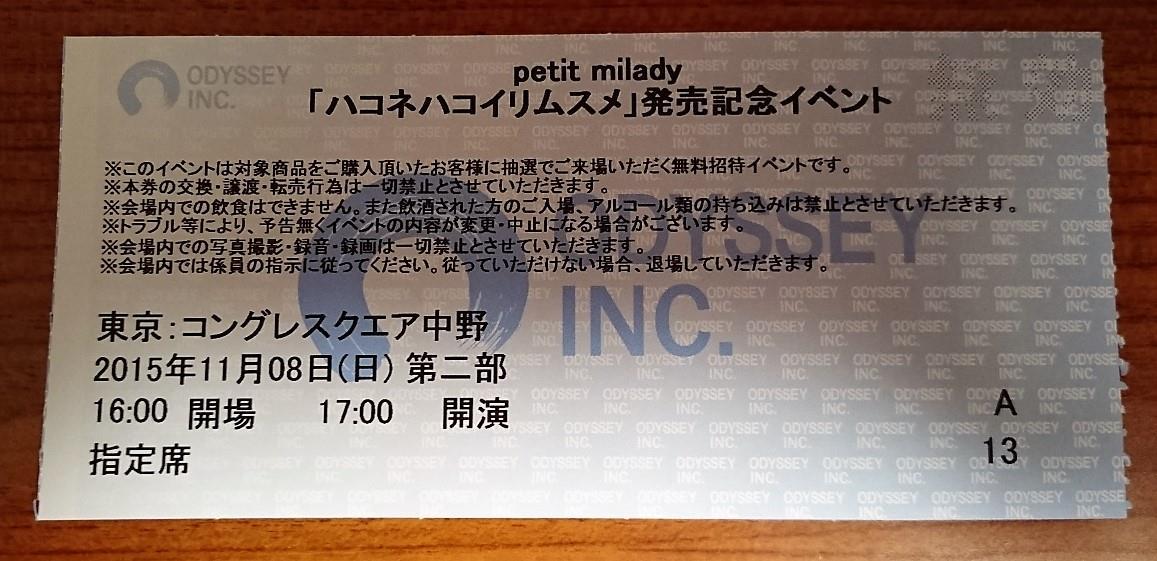 ODYSSEY
INC.
petit milady
「ハコネハコイリムスメ」発売記念イベント
※このイベントは対象商品をご購入頂いたお客様に抽選でご来場いただく無料招待イベントです。
※本券の交換・譲渡・転売行為は一切禁止とさせていただきます。
※会場内での飲食はできません。また飲酒された方のご入場、アルコール類の持ち込みは禁止とさせていただきます。
※トラブル等により、予告無くイベントの内容が変更・中止になる場合がございます。
※会場内での写真撮影・録音・録画は一切禁止とさせていただきます。
※会場内では係員の指示に従ってください。従っていただけない場合、退場していただきます。
ODYSSEY
INC.
東京:コングレスクエア中野
2015年11月08日(日) 第二部
16:00 開場 17:00 開演
A
指定席 13